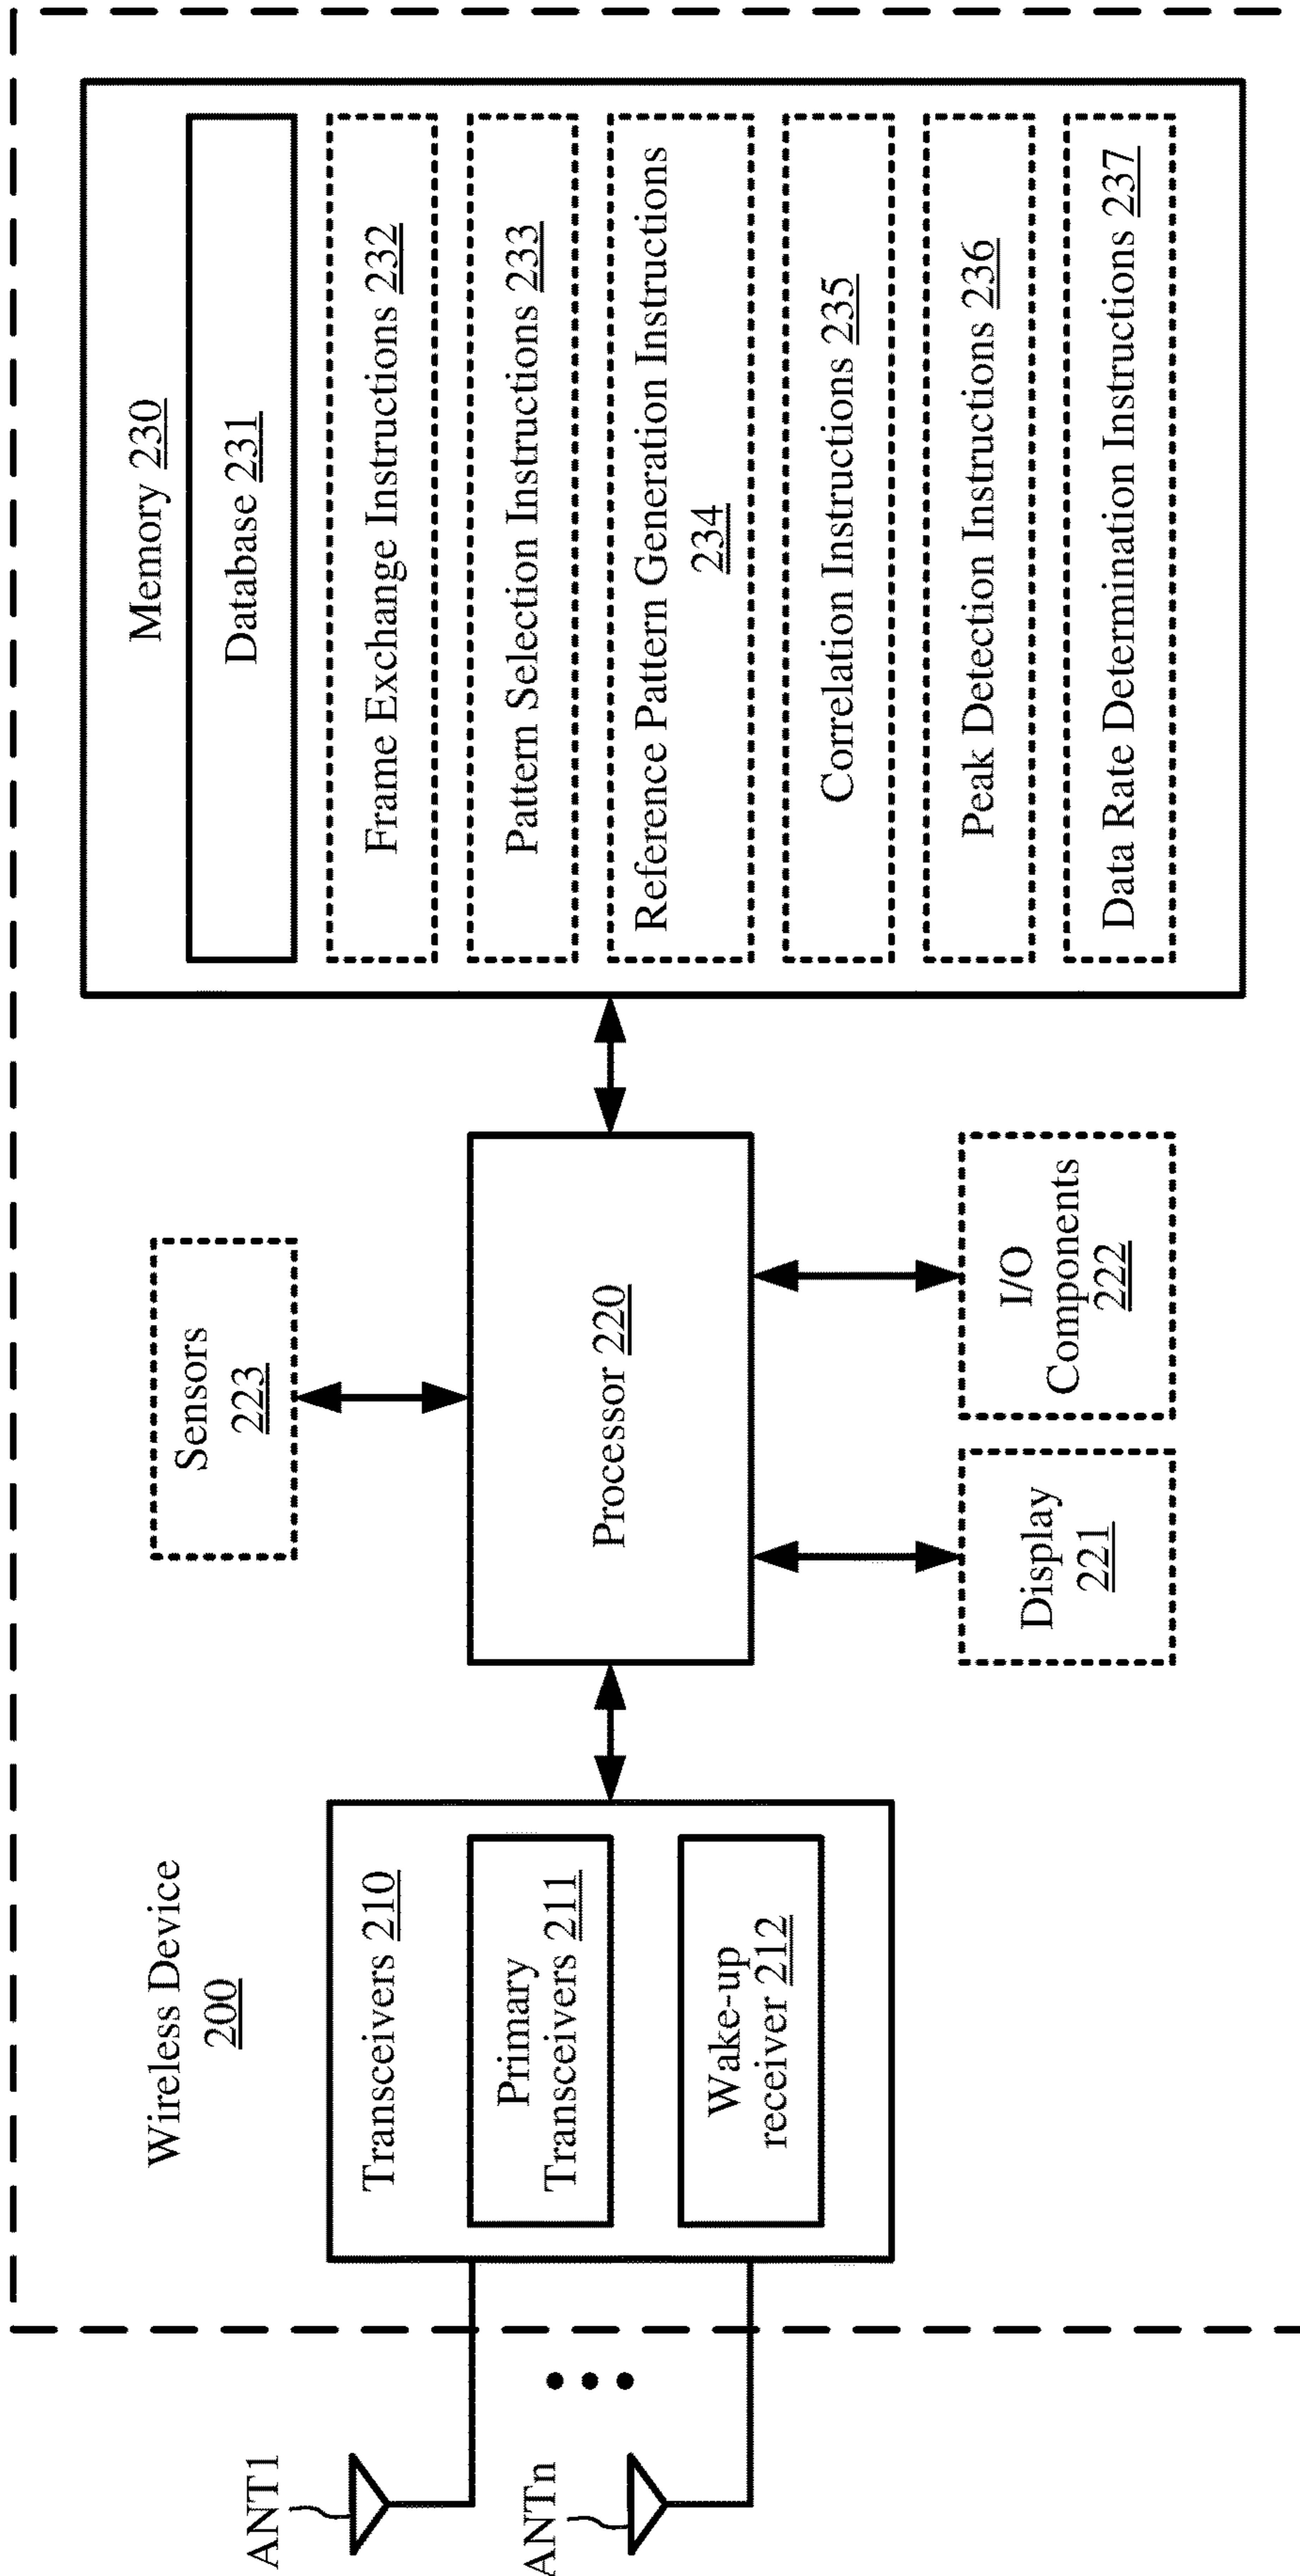 Wireless Device
200
ANT1
ANTn
Transceivers 210
Primary
Transceivers 211
Wake-up
receiver 212
Sensors
223
Processor 220
Display
221
I/O
Components
222
Memory 230
Database 231
Frame Exchange Instructions 232
Pattern Selection Instructions 233
Reference Pattern Generation Instructions
234
Correlation Instructions 235
Peak Detection Instructions 236
Data Rate Determination Instructions 237